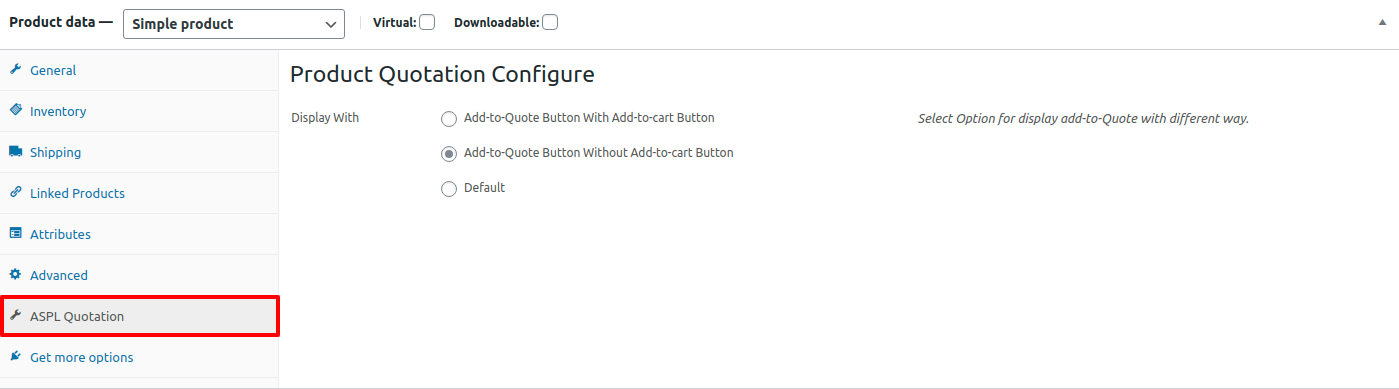 Product data — Simple product Virtual: Downloadable:
General
Inventory
Shipping
Linked Products
Attributes
Advanced
ASPL Quotation
Get more options
Product Quotation Configure
Display With
Add-to-Quote Button With Add-to-cart Button
Add-to-Quote Button Without Add-to-cart Button
Default
Select Option for display add-to-Quote with different way.